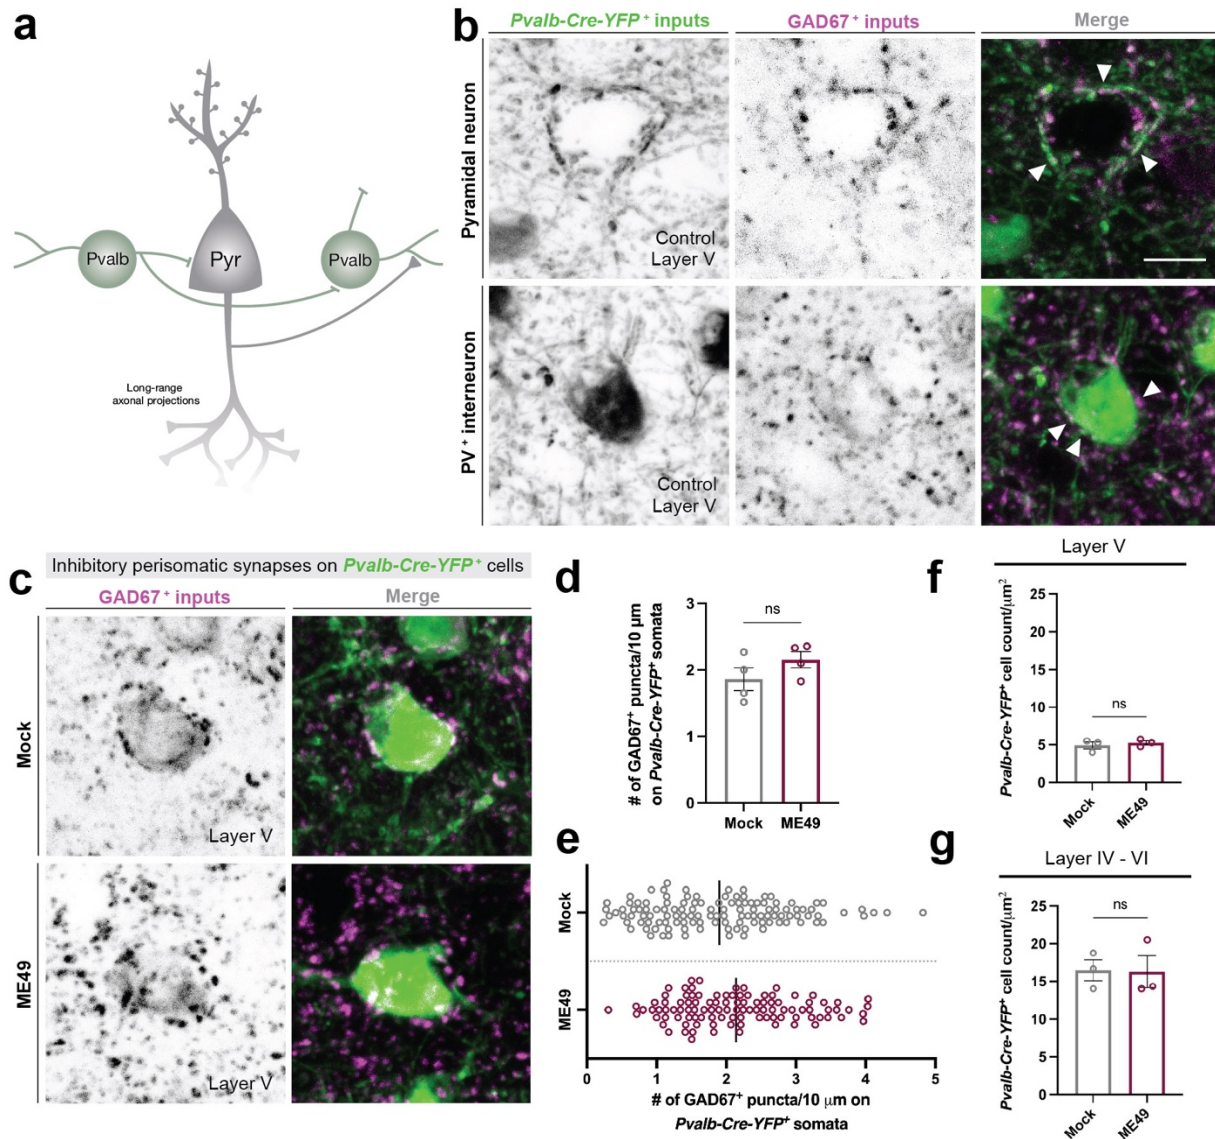 a
Pvalb
Pyr
Pvalb
Long-range
axonal projections
b
Pvalb-Cre-YFP⁺ inputs
GAD67⁺ inputs
Merge
Pyramidal neuron
Control
Layer V
PV⁺ interneuron
Control
Layer V
c
Inhibitory perisomatic synapses on Pvalb-Cre-YFP⁺ cells
GAD67⁺ inputs
Merge
Mock
Layer V
ME49
Layer V
d
# of GAD67⁺ puncta/10 µm
on Pvalb-Cre-YFP⁺ somata
3
2
1
0
ns
Mock
ME49
e
Mock
ME49
0
1
2
3
4
5
# of GAD67⁺ puncta/10 µm on
Pvalb-Cre-YFP⁺ somata
f
Layer V
Pvalb-Cre-YFP⁺ cell count/µm²
25
20
15
10
5
0
ns
Mock
ME49
g
Layer IV - VI
Pvalb-Cre-YFP⁺ cell count/µm²
25
20
15
10
5
0
ns
Mock
ME49